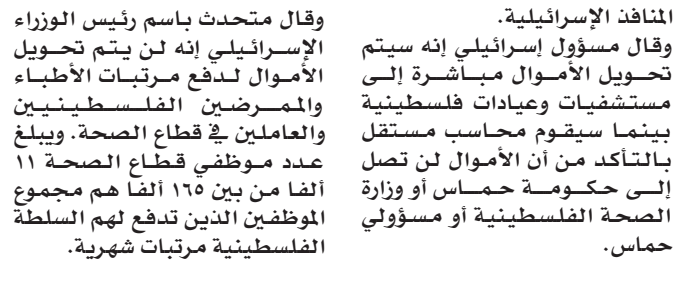 المنافذ الإسرائيلية.
وقال مسؤول إسرائيلي إنه سيتم
تحويل الأموال مباشرة إلى
مستشفيات وعيادات فلسطينية
بينما سيقوم محاسب مستقل
بالتأكد من أن الأموال لن تصل
إلى حكومة حماس أو وزارة
الصحة الفلسطينية أو مسؤولي
حماس.
وقال متحدث باسم رئيس الوزراء
الإسرائيلي إنه لن يتم تحويل
الأموال لدفع مرتبات الأطباء
والممرضين الفلسطينيين
والعاملين في قطاع الصحة. ويبلغ
عدد موظفي قطاع الصحة ١١
ألفا من بين ١٦٥ ألفا هم مجموع
الموظفين الذين تدفع لهم السلطة
الفلسطينية مرتبات شهرية.